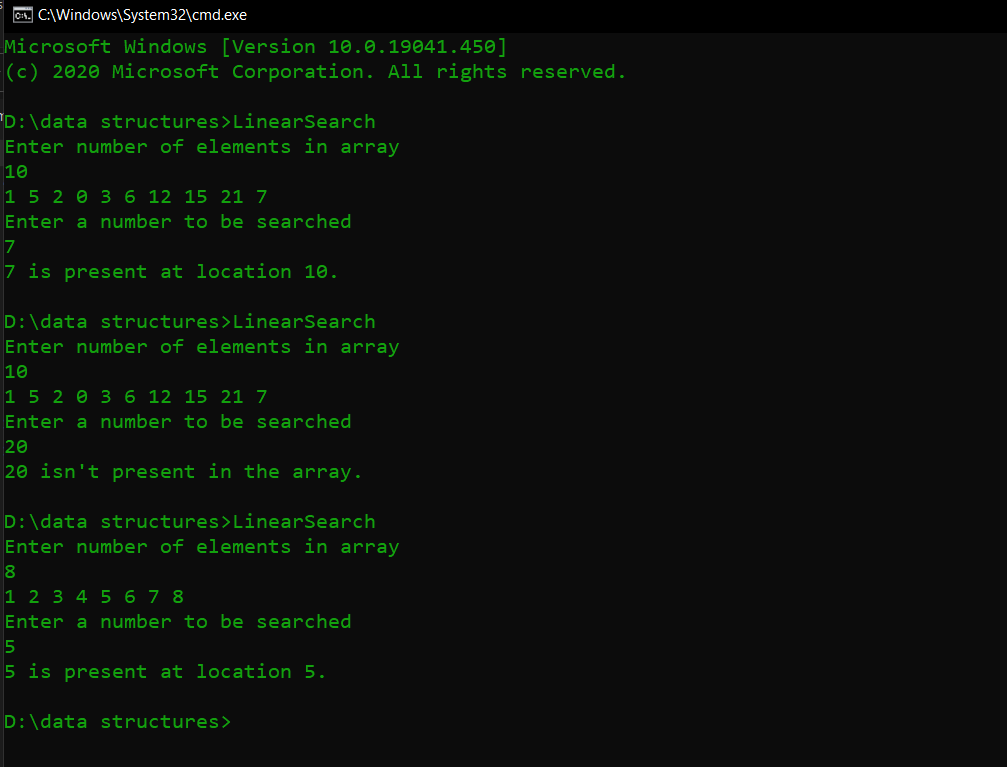 C:\Windows\System32\cmd.exe
Microsoft Windows [Version 10.0.19041.450]
(c) 2020 Microsoft Corporation. All rights reserved.
D:\data structures>LinearSearch
Enter number of elements in array
10
1 5 2 0 3 6 12 15 21 7
Enter a number to be searched
7
7 is present at location 10.
D:\data structures>LinearSearch
Enter number of elements in array
10
1 5 2 0 3 6 12 15 21 7
Enter a number to be searched
20
20 isn't present in the array.
D:\data structures>LinearSearch
Enter number of elements in array
8
1 2 3 4 5 6 7 8
Enter a number to be searched
5
5 is present at location 5.
D:\data structures>